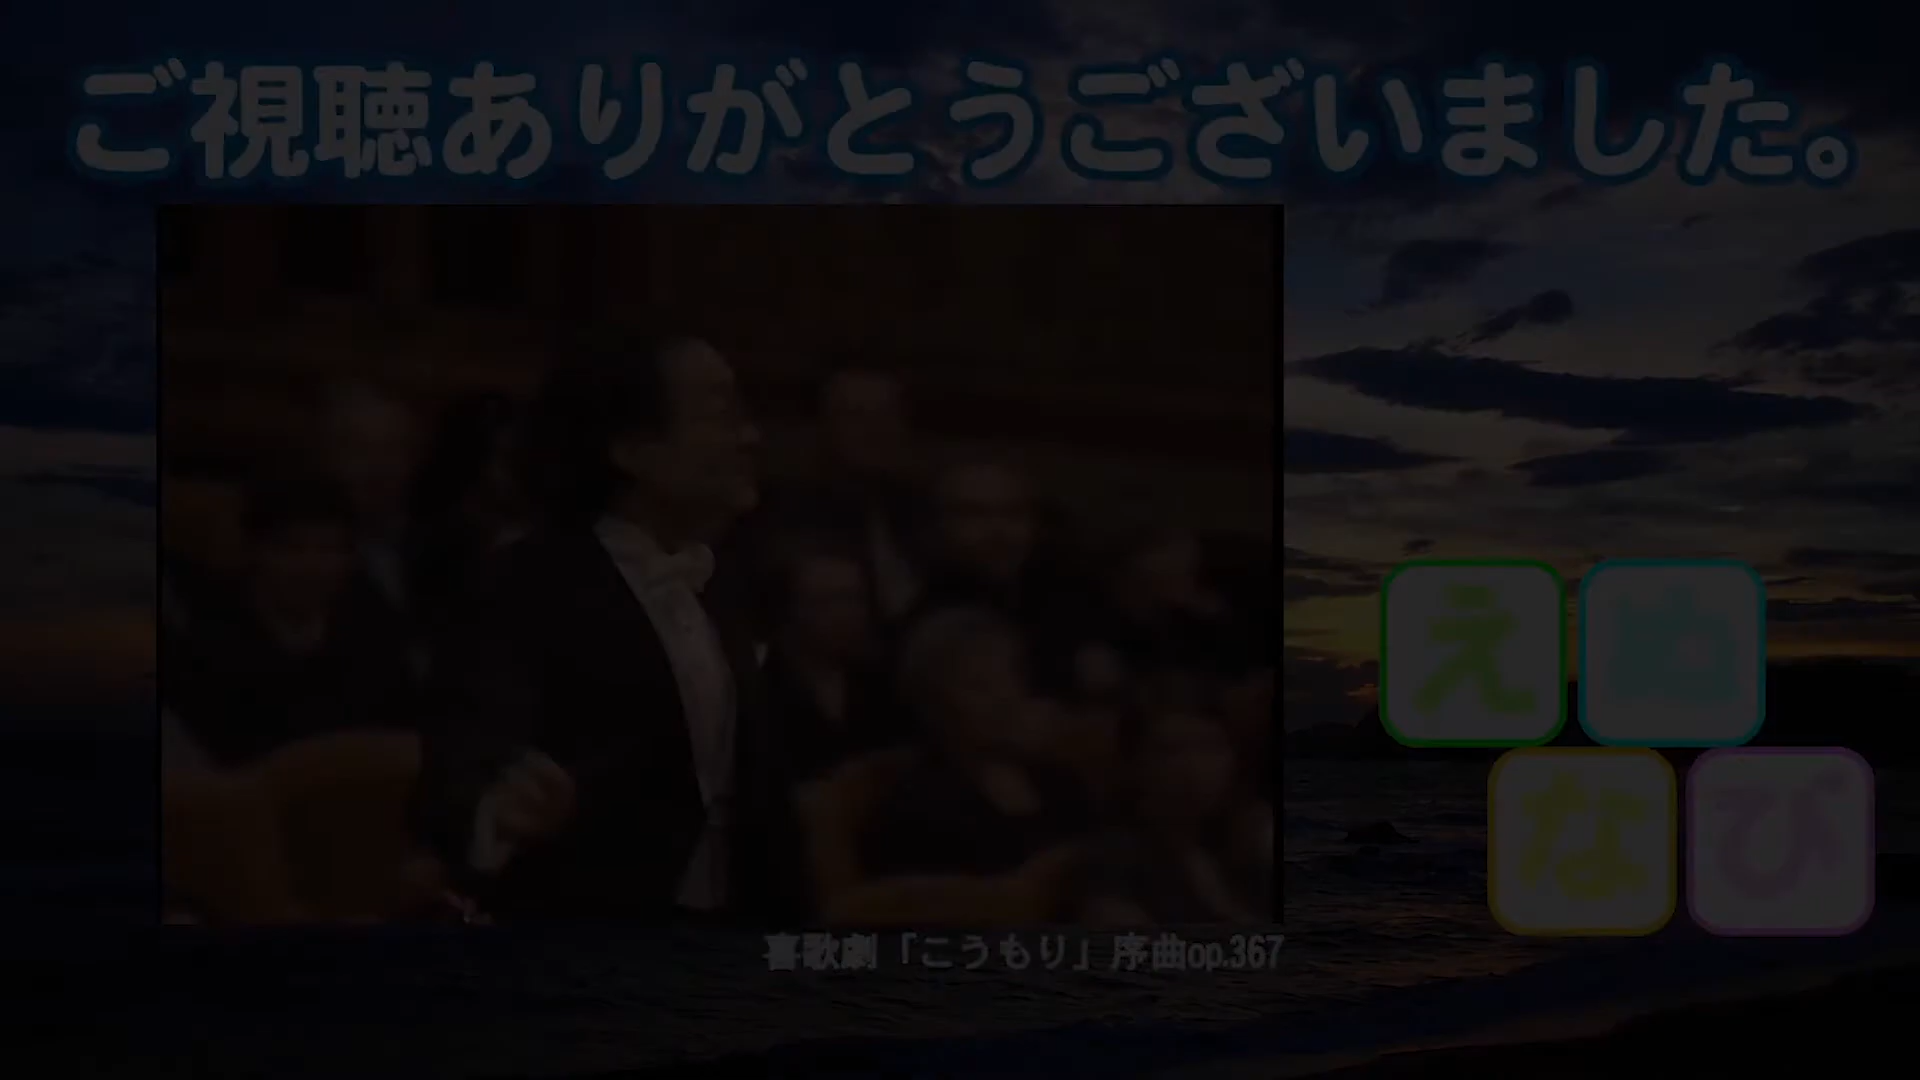 ご視聴ありがとうございました。
え
な び
喜歌劇「こうもり」序曲op.367